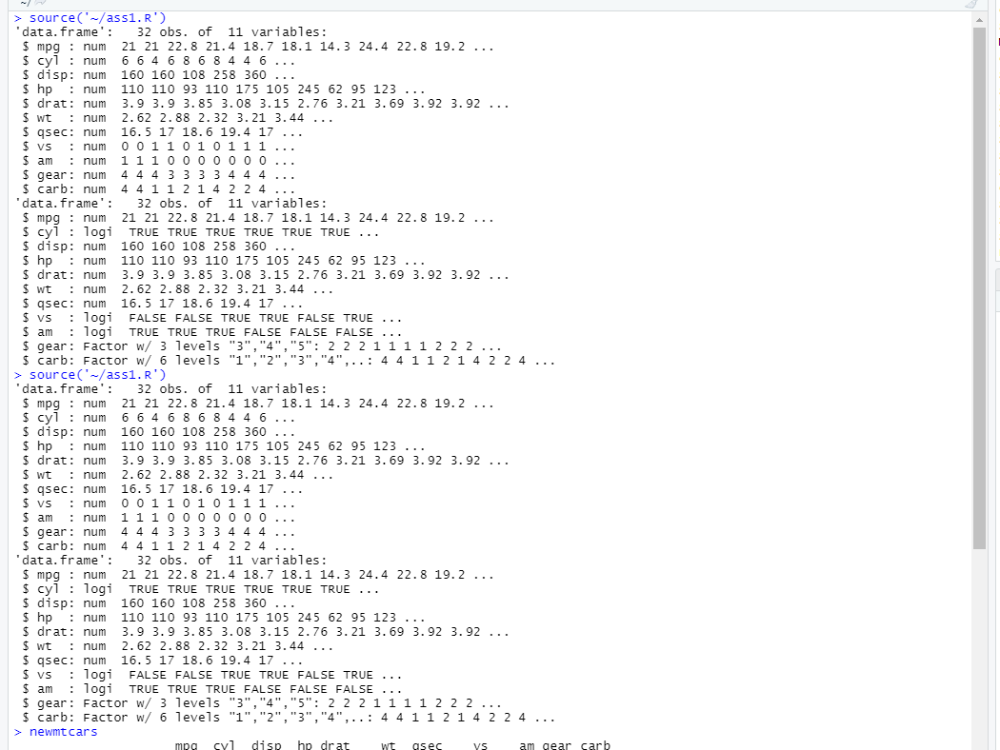 ~/
> source('~/ass1.R')
'data.frame':   32 obs. of  11 variables:
 $ mpg : num  21 21 22.8 21.4 18.7 18.1 14.3 24.4 22.8 19.2 ...
 $ cyl : num  6 6 4 6 8 6 8 4 4 6 ...
 $ disp: num  160 160 108 258 360 ...
 $ hp  : num  110 110 93 110 175 105 245 62 95 123 ...
 $ drat: num  3.9 3.9 3.85 3.08 3.15 2.76 3.21 3.69 3.92 3.92 ...
 $ wt  : num  2.62 2.88 2.32 3.21 3.44 ...
 $ qsec: num  16.5 17 18.6 19.4 17 ...
 $ vs  : num  0 0 1 1 0 1 0 1 1 1 ...
 $ am  : num  1 1 1 0 0 0 0 0 0 0 ...
 $ gear: num  4 4 4 3 3 3 3 4 4 4 ...
 $ carb: num  4 4 1 1 2 1 4 2 2 4 ...
'data.frame':   32 obs. of  11 variables:
 $ mpg : num  21 21 22.8 21.4 18.7 18.1 14.3 24.4 22.8 19.2 ...
 $ cyl : logi  TRUE TRUE TRUE TRUE TRUE TRUE ...
 $ disp: num  160 160 108 258 360 ...
 $ hp  : num  110 110 93 110 175 105 245 62 95 123 ...
 $ drat: num  3.9 3.9 3.85 3.08 3.15 2.76 3.21 3.69 3.92 3.92 ...
 $ wt  : num  2.62 2.88 2.32 3.21 3.44 ...
 $ qsec: num  16.5 17 18.6 19.4 17 ...
 $ vs  : logi  FALSE FALSE TRUE TRUE FALSE TRUE ...
 $ am  : logi  TRUE TRUE TRUE FALSE FALSE FALSE ...
 $ gear: Factor w/ 3 levels "3","4","5": 2 2 2 1 1 1 1 2 2 2 ...
 $ carb: Factor w/ 6 levels "1","2","3","4",..: 4 4 1 1 2 1 4 2 2 4 ...
> source('~/ass1.R')
'data.frame':   32 obs. of  11 variables:
 $ mpg : num  21 21 22.8 21.4 18.7 18.1 14.3 24.4 22.8 19.2 ...
 $ cyl : num  6 6 4 6 8 6 8 4 4 6 ...
 $ disp: num  160 160 108 258 360 ...
 $ hp  : num  110 110 93 110 175 105 245 62 95 123 ...
 $ drat: num  3.9 3.9 3.85 3.08 3.15 2.76 3.21 3.69 3.92 3.92 ...
 $ wt  : num  2.62 2.88 2.32 3.21 3.44 ...
 $ qsec: num  16.5 17 18.6 19.4 17 ...
 $ vs  : num  0 0 1 1 0 1 0 1 1 1 ...
 $ am  : num  1 1 1 0 0 0 0 0 0 0 ...
 $ gear: num  4 4 4 3 3 3 3 4 4 4 ...
 $ carb: num  4 4 1 1 2 1 4 2 2 4 ...
'data.frame':   32 obs. of  11 variables:
 $ mpg : num  21 21 22.8 21.4 18.7 18.1 14.3 24.4 22.8 19.2 ...
 $ cyl : logi  TRUE TRUE TRUE TRUE TRUE TRUE ...
 $ disp: num  160 160 108 258 360 ...
 $ hp  : num  110 110 93 110 175 105 245 62 95 123 ...
 $ drat: num  3.9 3.9 3.85 3.08 3.15 2.76 3.21 3.69 3.92 3.92 ...
 $ wt  : num  2.62 2.88 2.32 3.21 3.44 ...
 $ qsec: num  16.5 17 18.6 19.4 17 ...
 $ vs  : logi  FALSE FALSE TRUE TRUE FALSE TRUE ...
 $ am  : logi  TRUE TRUE TRUE FALSE FALSE FALSE ...
 $ gear: Factor w/ 3 levels "3","4","5": 2 2 2 1 1 1 1 2 2 2 ...
 $ carb: Factor w/ 6 levels "1","2","3","4",..: 4 4 1 1 2 1 4 2 2 4 ...
> newmtcars
mpg  cyl  disp  hp drat    wt  qsec    vs    am gear carb